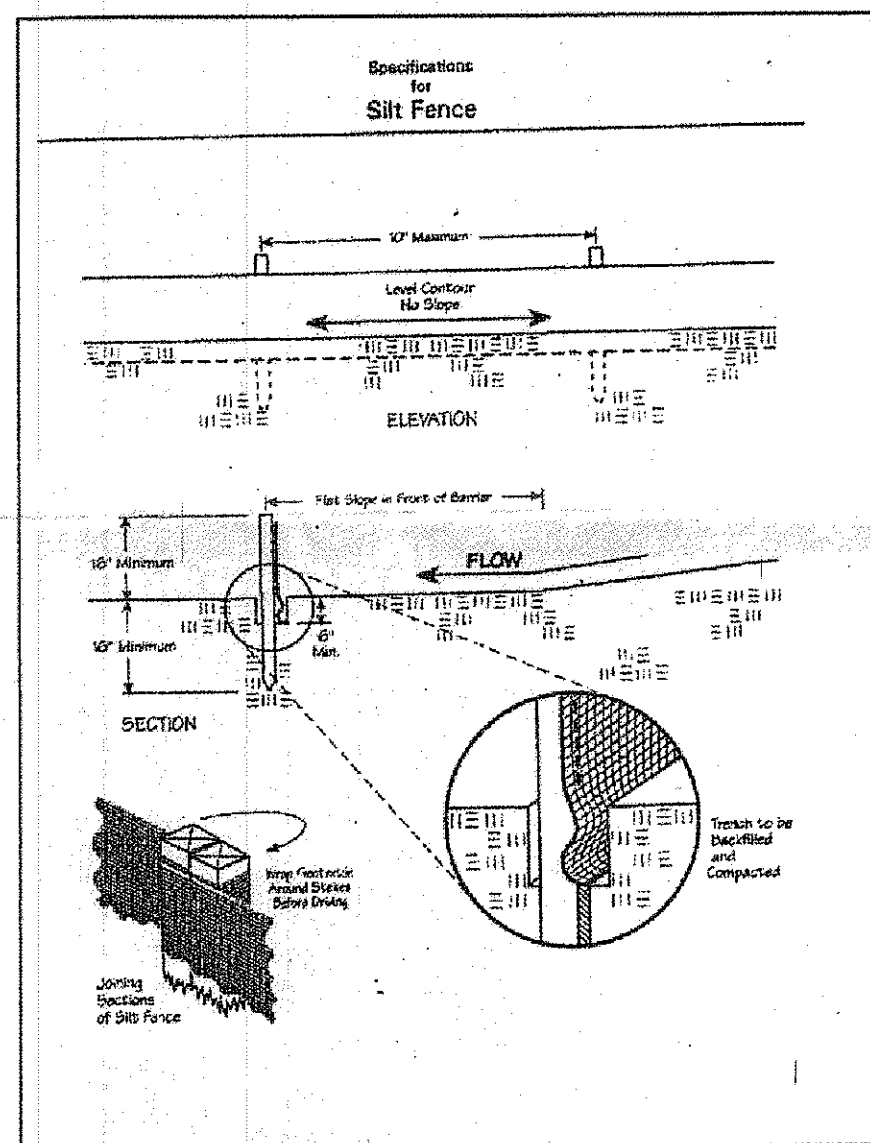 Specifications
for
Silt Fence
10" Maximum
Level Contour
No Slope
ELEVATION
Flat Slope in Front of Barrier
FLOW
16" Minimum
6"
Min.
16" Minimum
SECTION
Trench to be
Backfilled
and
Compacted
Wrap Geotextile
Around Stakes
Before Driving
Joining
Sections
of Silt Fence